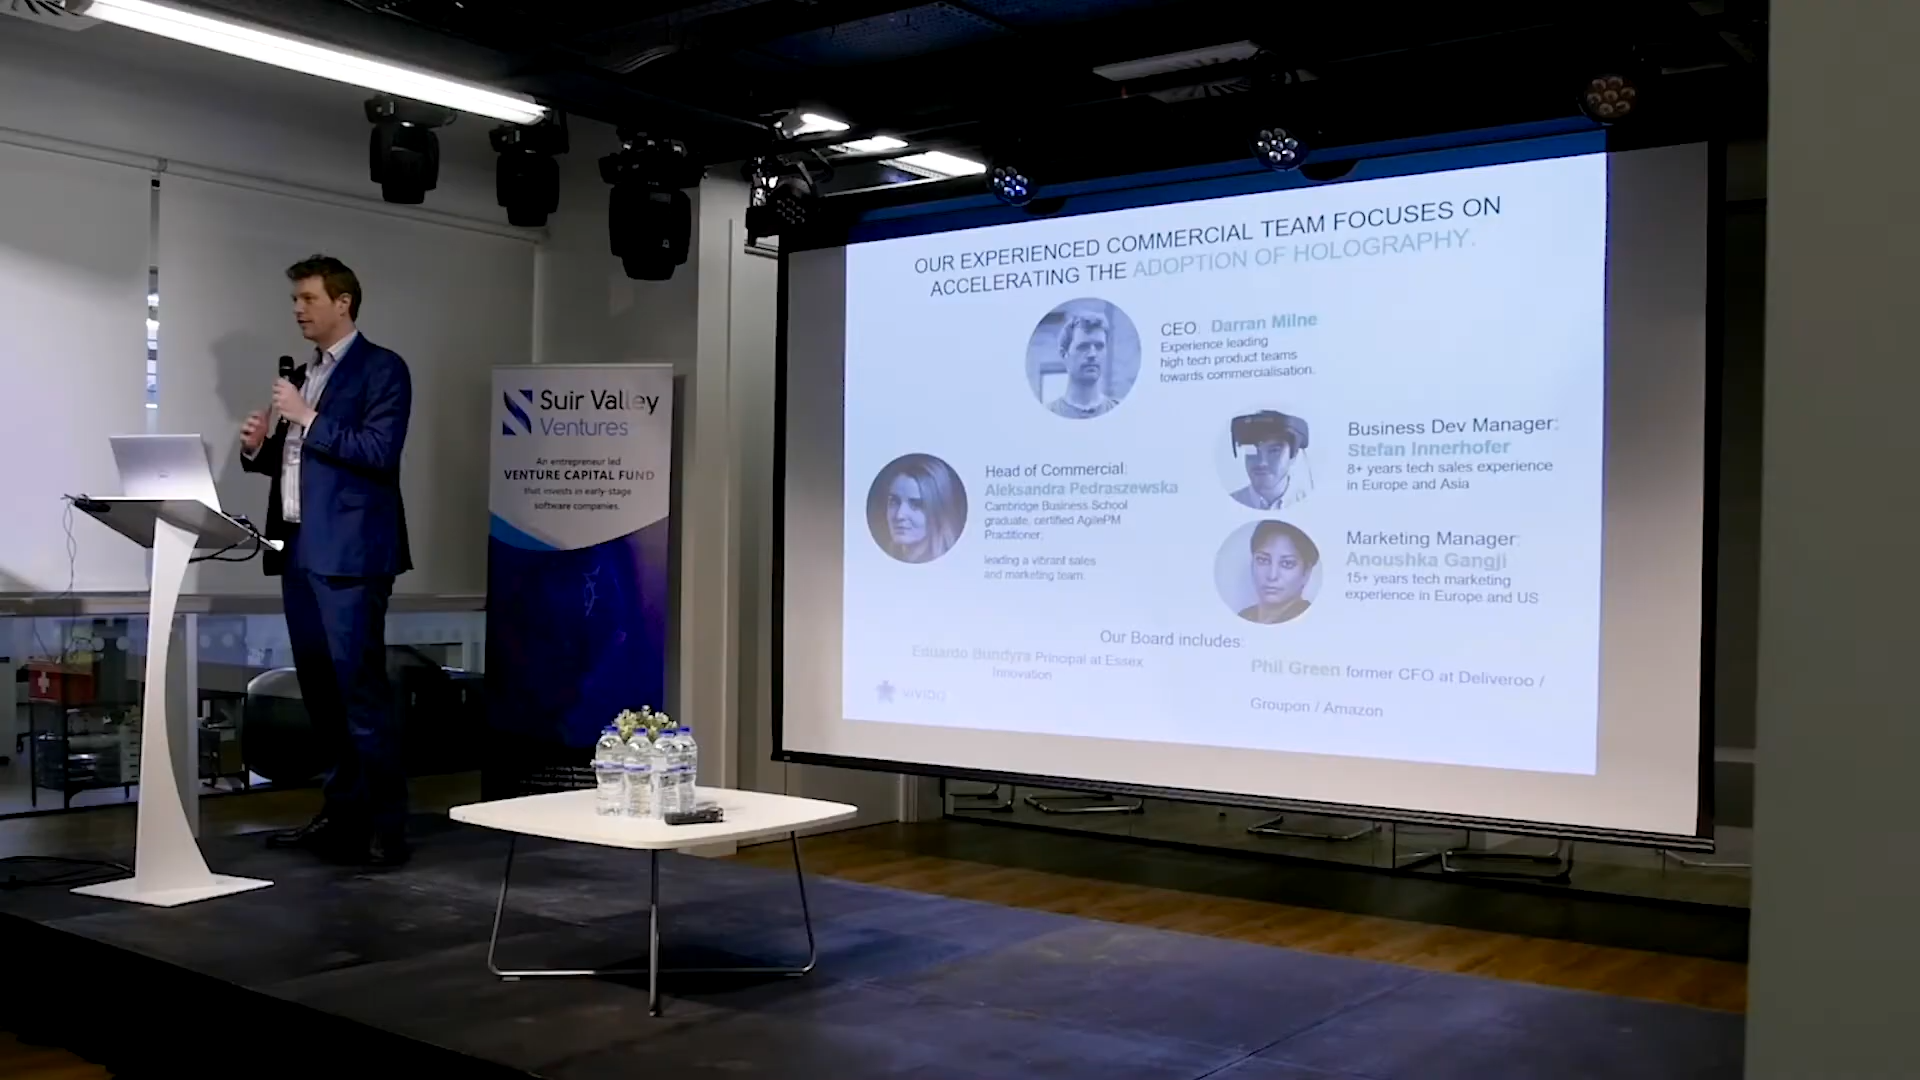 Suir Valley
Ventures
An entrepreneur led
VENTURE CAPITAL FUND
that invests in early-stage
software companies.
OUR EXPERIENCED COMMERCIAL TEAM FOCUSES ON
ACCELERATING THE ADOPTION OF HOLOGRAPHY.
CEO: Darran Milne
Experience leading
high tech product teams
towards commercialisation.
Head of Commercial:
Aleksandra Pedraszewska
Cambridge Business School
graduate, certified AgilePM
Practitioner;
leading a vibrant sales
and marketing team.
Business Dev Manager:
Stefan Innerhofer
8+ years tech sales experience
in Europe and Asia
Marketing Manager:
Anoushka Gangji
15+ years tech marketing
experience in Europe and US
Our Board includes:
Eduardo Bundyra Principal at Essex
Innovation
Phil Green former CFO at Deliveroo /
Groupon / Amazon
VIVIDQ